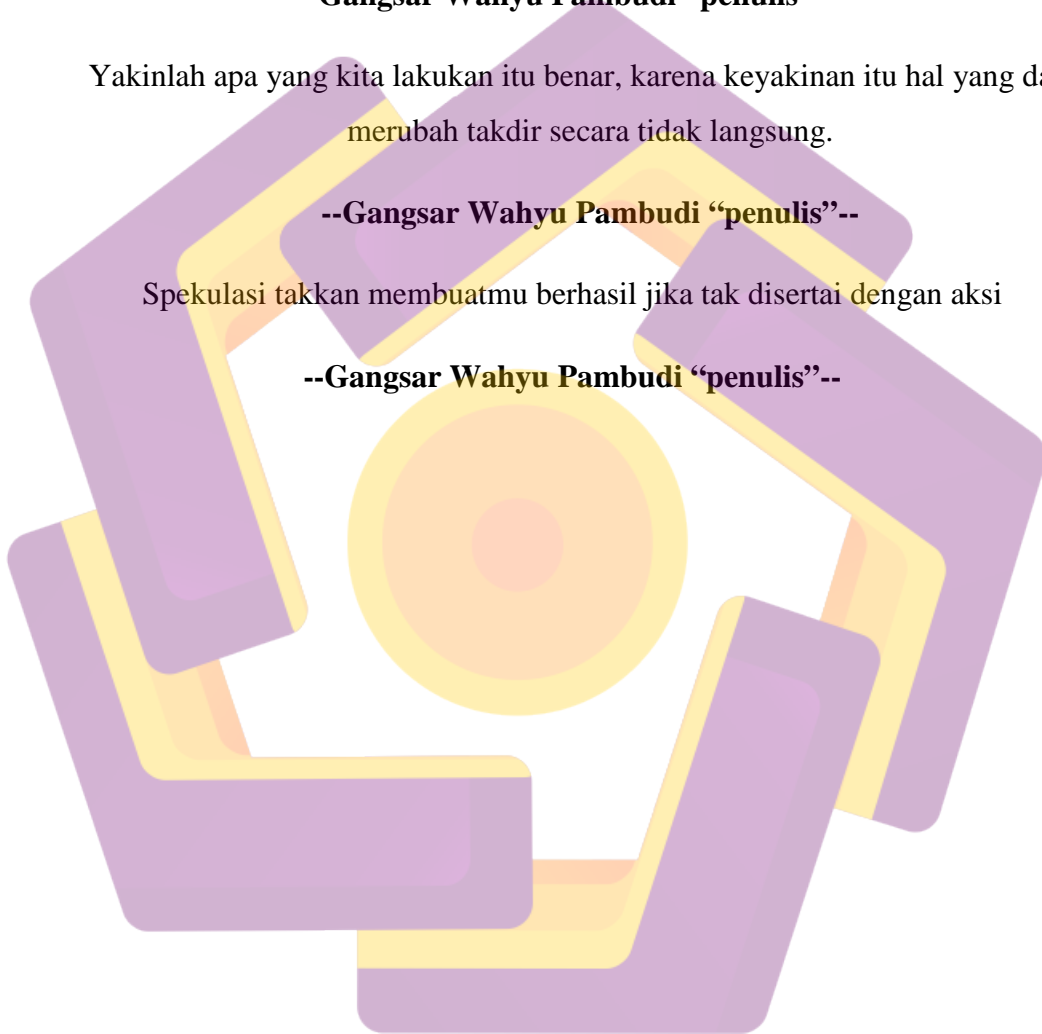 Gangsar Wahyu Pambudi "penulis"
Yakinlah apa yang kita lakukan itu benar, karena keyakinan itu hal yang da
merubah takdir secara tidak langsung.
--Gangsar Wahyu Pambudi “penulis”--
Spekulasi takkan membuatmu berhasil jika tak disertai dengan aksi
--Gangsar Wahyu Pambudi “penulis”--